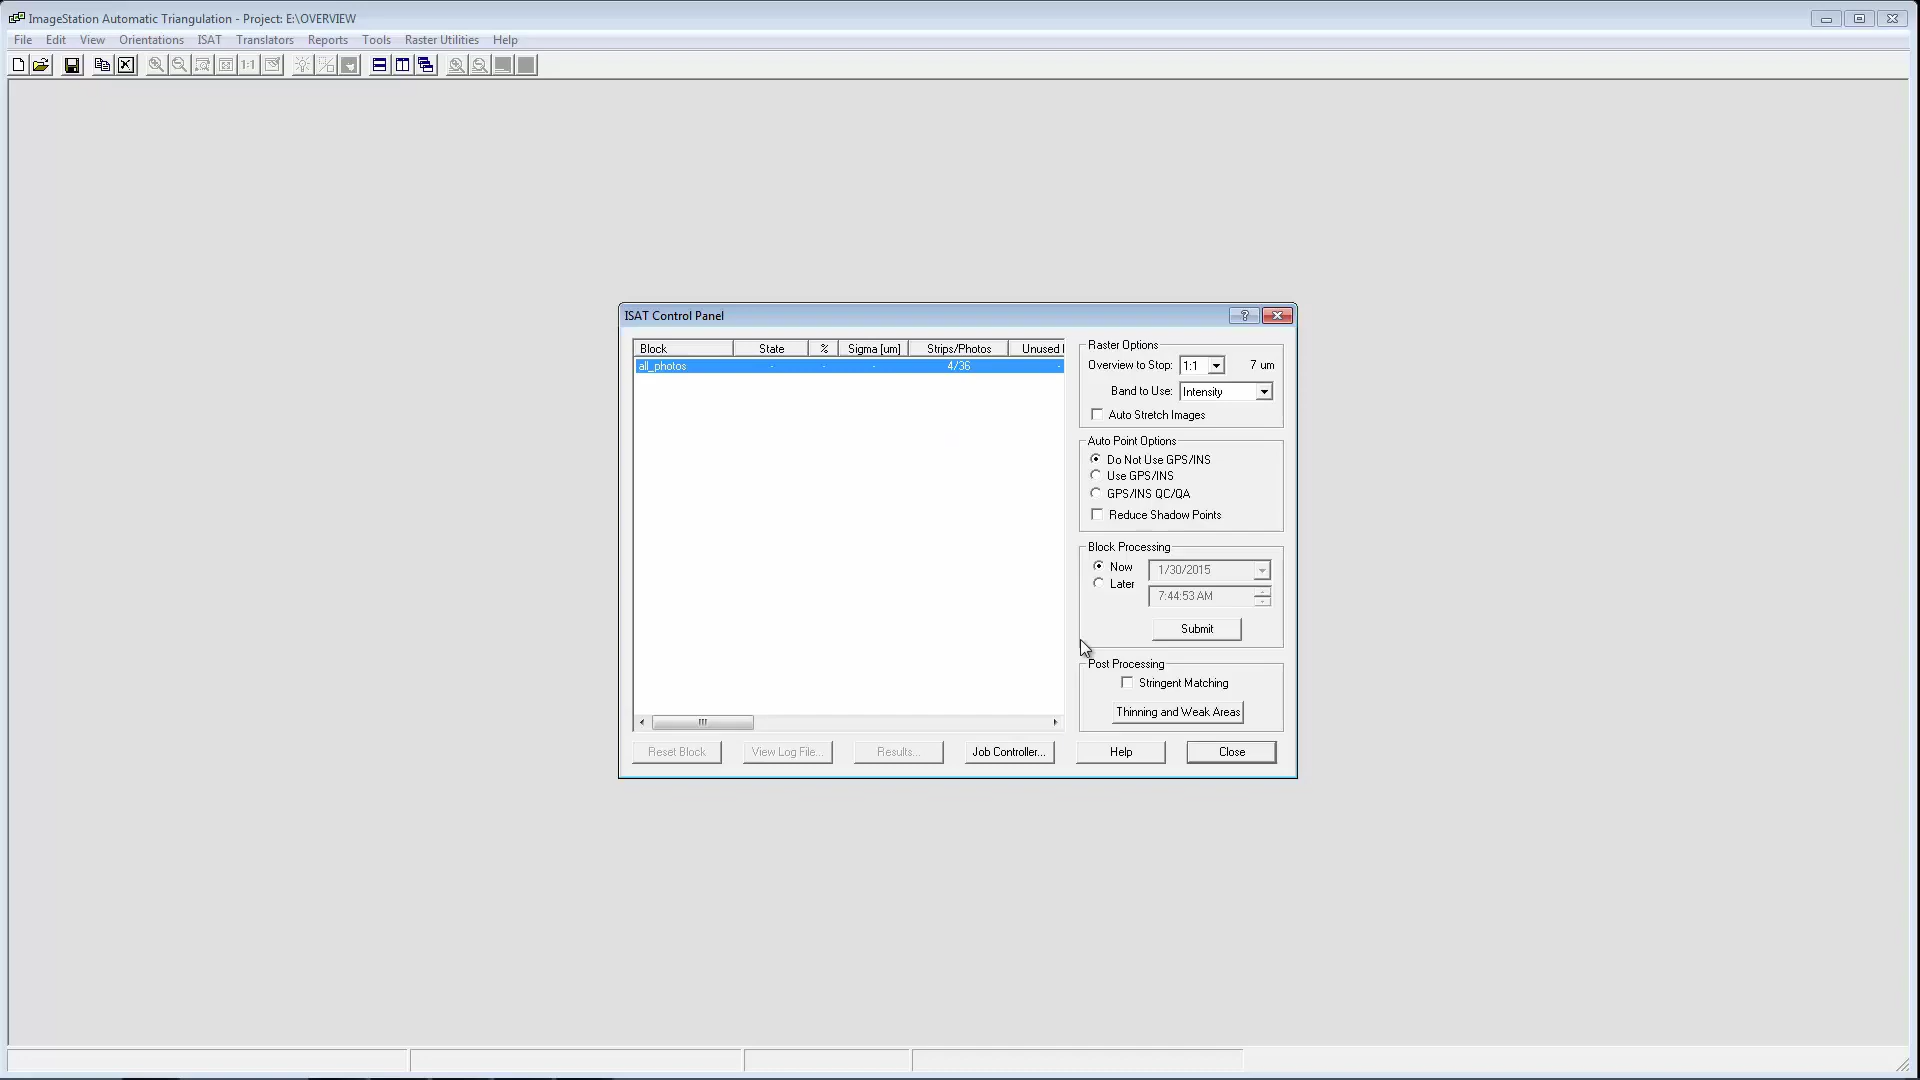 ImageStation Automatic Triangulation - Project: E:\OVERVIEW
File Edit View Orientations ISAT Translators Reports Tools Raster Utilities Help
1:1
ISAT Control Panel
?
Block State % Sigma [um] Strips/Photos Unused
all_photos - - - 4/36 -
Raster Options
Overview to Stop: 1:1 7 um
Band to Use: Intensity
Auto Stretch Images
Auto Point Options
Do Not Use GPS/INS
Use GPS/INS
GPS/INS QC/QA
Reduce Shadow Points
Block Processing
Now 1/30/2015
Later
7:44:53 AM
Submit
Post Processing
Stringent Matching
Thinning and Weak Areas
Reset Block View Log File... Results... Job Controller... Help Close